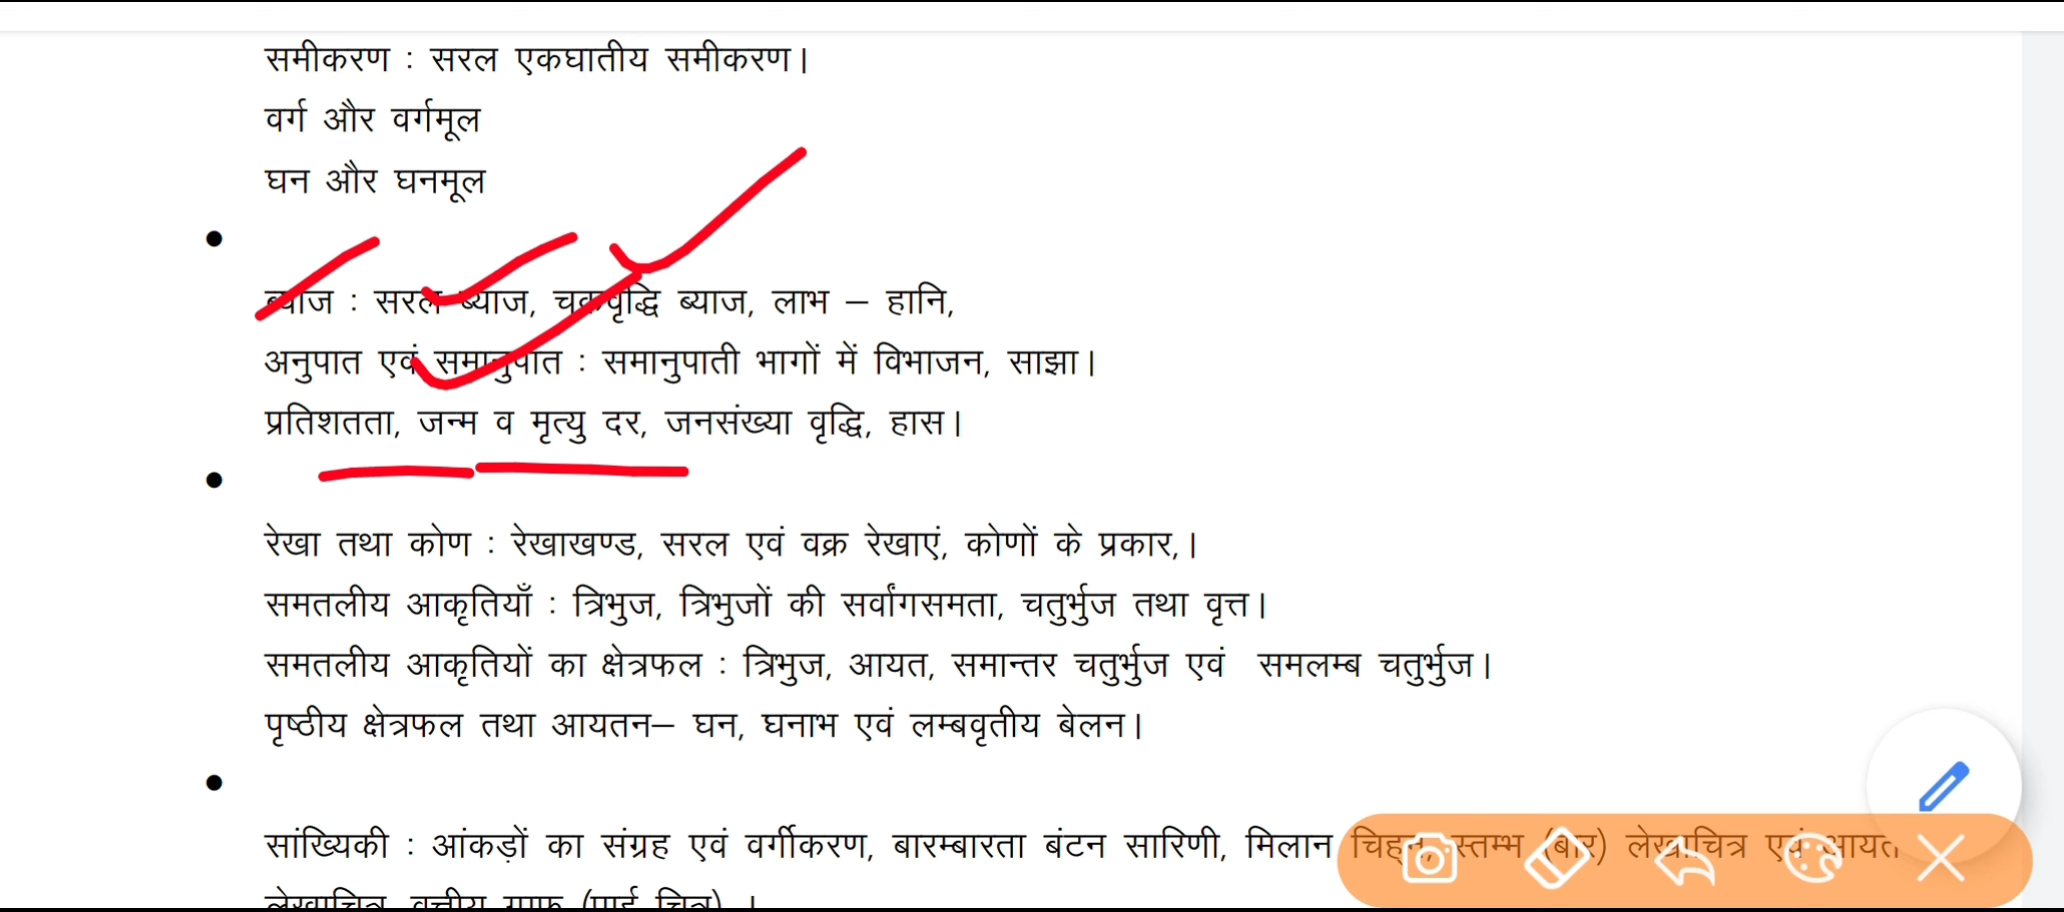 समीकरण : सरल एकघातीय समीकरण।
वर्ग और वर्गमूल
घन और घनमूल
ब्याज : सरल ब्याज, चक्रवृद्धि ब्याज, लाभ – हानि,
अनुपात एवं समानुपात : समानुपाती भागों में विभाजन, साझा।
प्रतिशतता, जन्म व मृत्यु दर, जनसंख्या वृद्धि, हास।
रेखा तथा कोण : रेखाखण्ड, सरल एवं वक्र रेखाएं, कोणों के प्रकार,।
समतलीय आकृतियाँ : त्रिभुज, त्रिभुजों की सर्वांगसमता, चतुर्भुज तथा वृत्त।
समतलीय आकृतियों का क्षेत्रफल : त्रिभुज, आयत, समान्तर चतुर्भुज एवं समलम्ब चतुर्भुज।
पृष्ठीय क्षेत्रफल तथा आयतन– घन, घनाभ एवं लम्बवृतीय बेलन।
सांख्यिकी : आंकड़ों का संग्रह एवं वर्गीकरण, बारम्बारता बंटन सारिणी, मिलान चिह्न, स्तम्भ (बार) लेखाचित्र एवं आयत
लेखाचित्र, वृत्तीय ग्राफ (पाई चित्र) ।